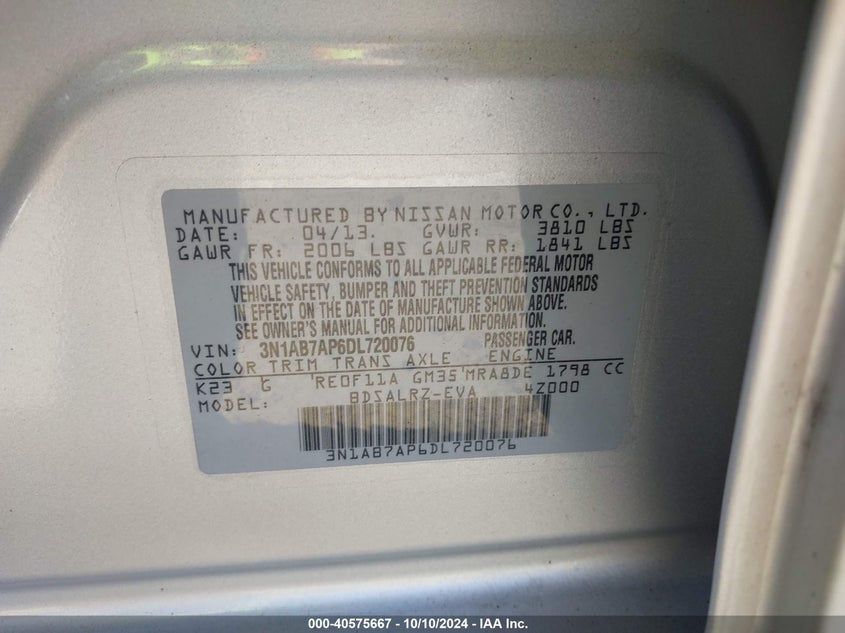 MANUFACTURED BY NISSAN MOTOR CO., LTD.
DATE: 04/13. GVWR: 3810 LBS
GAWR FR: 2006 LBS GAWR RR: 1841 LBS
THIS VEHICLE CONFORMS TO ALL APPLICABLE FEDERAL MOTOR
VEHICLE SAFETY, BUMPER AND THEFT PREVENTION STANDARDS
IN EFFECT ON THE DATE OF MANUFACTURE SHOWN ABOVE.
SEE OWNER'S MANUAL FOR ADDITIONAL INFORMATION.
VIN: 3N1AB7AP6DL720076 PASSENGER CAR.
COLOR TRIM TRANS AXLE ENGINE
K23 G RE0F11A GM35 MRA8DE 1798 CC
MODEL: BDSALRZ-EVA 4Z000
3N1AB7AP6DL720076
000-40575667 - 10/10/2024 - IAA Inc.